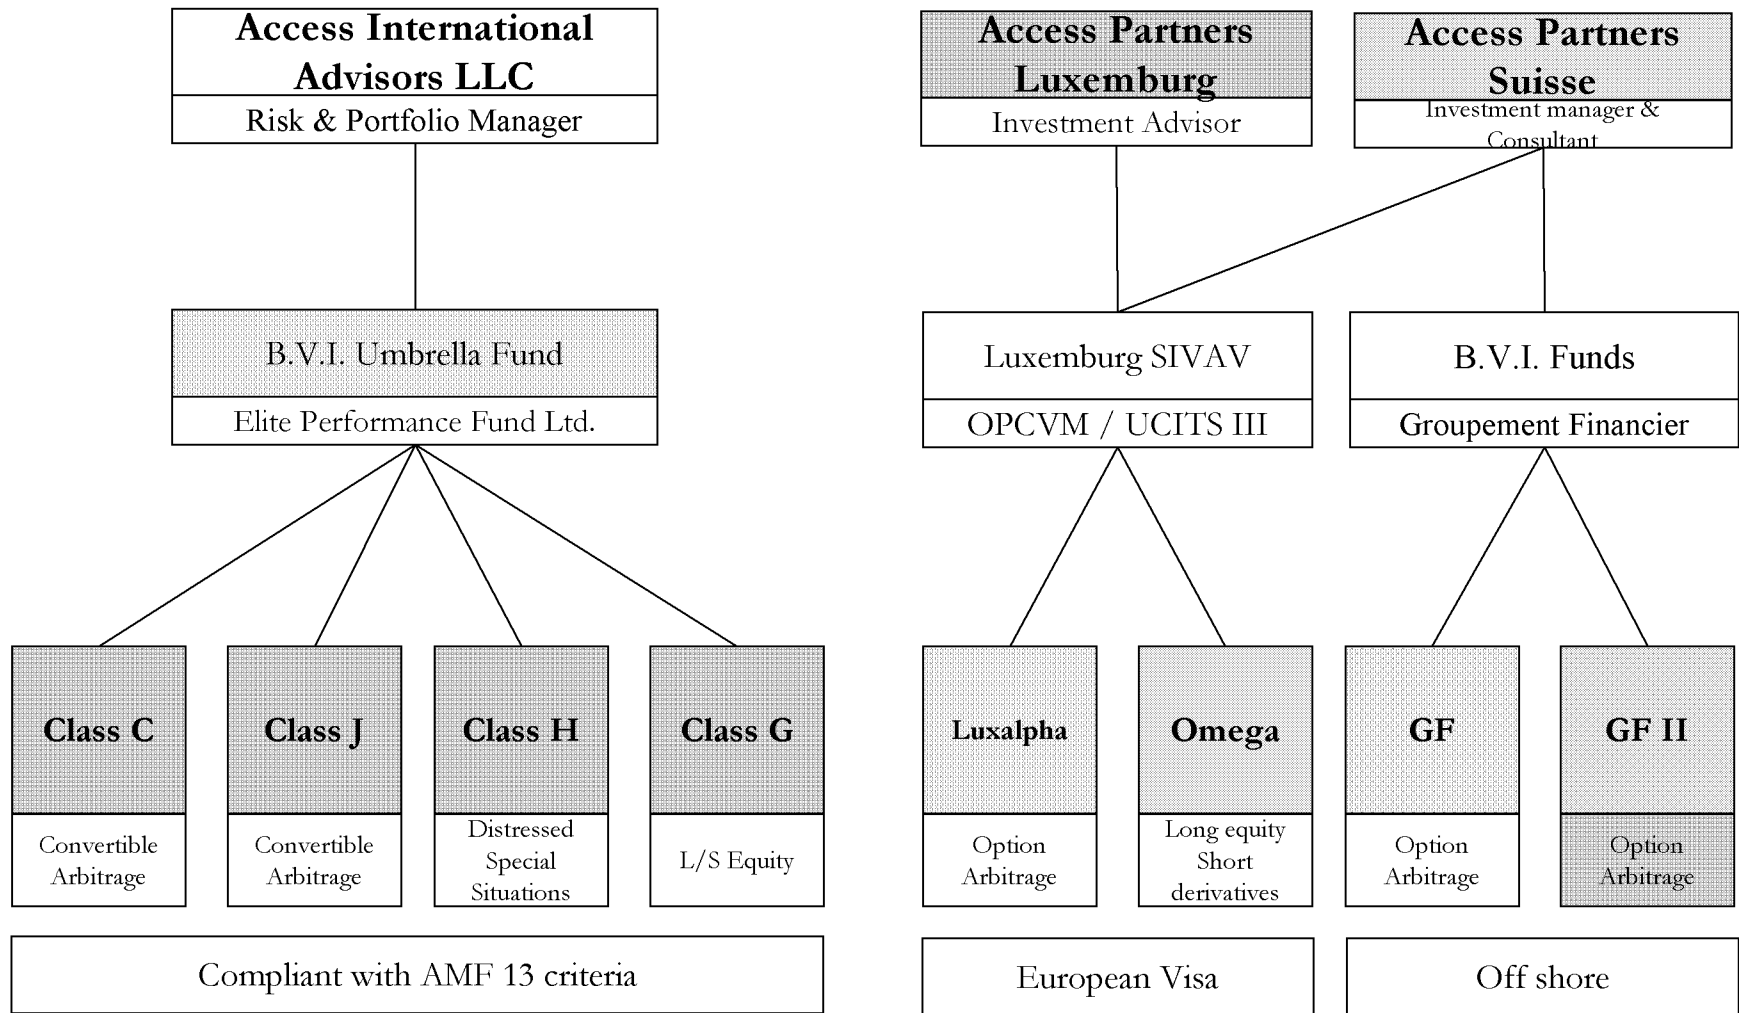 Access International
Advisors LLC
Risk & Portfolio Manager
Access Partners
Luxemburg
Investment Advisor
Access Partners
Suisse
Investment manager &
Consultant
B.V.I. Umbrella Fund
Elite Performance Fund Ltd.
Luxemburg SIVAV
OPCVM / UCITS III
B.V.I. Funds
Groupement Financier
Class C
Convertible
Arbitrage
Class J
Convertible
Arbitrage
Class H
Distressed
Special
Situations
Class G
L/S Equity
Luxalpha
Option
Arbitrage
Omega
Long equity
Short
derivatives
GF
Option
Arbitrage
GF II
Option
Arbitrage
Compliant with AMF 13 criteria
European Visa
Off shore